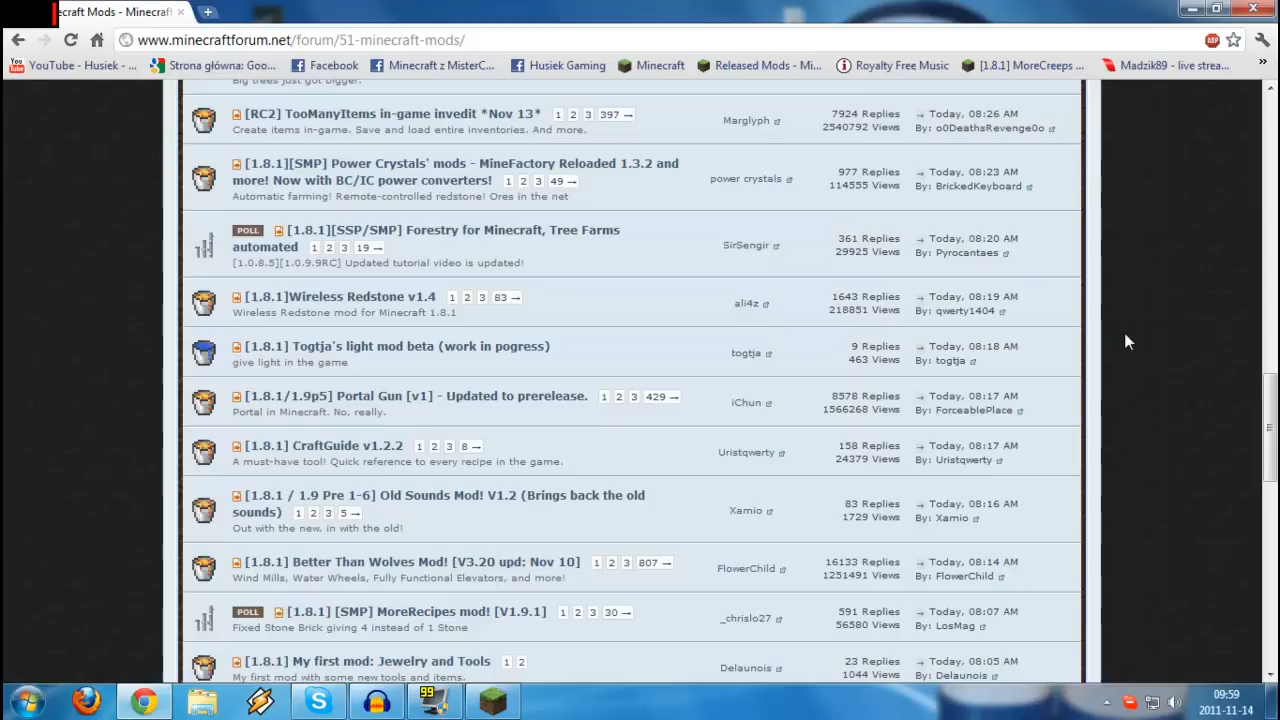 ecraft Mods - Minecraft
www.minecraftforum.net/forum/51-minecraft-mods/
YouTube - Husiek - ... Strona główna: Goo... Facebook Minecraft z MisterC... Husiek Gaming Minecraft Released Mods - Mi... Royalty Free Music [1.8.1] MoreCreeps ... Madzik89 - live strea...
Big trees just got bigger.
[RC2] TooManyItems in-game invedit *Nov 13* 1 2 3 397 →
Create items in-game. Save and load entire inventories. And more.
Marglyph
7924 Replies
2540792 Views
Today, 08:26 AM
By: o0DeathsRevenge0o
[1.8.1][SMP] Power Crystals' mods - MineFactory Reloaded 1.3.2 and
more! Now with BC/IC power converters! 1 2 3 49 →
Automatic farming! Remote-controlled redstone! Ores in the net
power crystals
977 Replies
114555 Views
Today, 08:23 AM
By: BrickedKeyboard
POLL [1.8.1][SSP/SMP] Forestry for Minecraft, Tree Farms
automated 1 2 3 19 →
[1.0.8.5][1.0.9.9RC] Updated tutorial video is updated!
SirSengir
361 Replies
29925 Views
Today, 08:20 AM
By: Pyrocantaes
[1.8.1]Wireless Redstone v1.4 1 2 3 83 →
Wireless Redstone mod for Minecraft 1.8.1
ali4z
1643 Replies
218851 Views
Today, 08:19 AM
By: qwerty1404
[1.8.1] Togtja's light mod beta (work in pogress)
give light in the game
togtja
9 Replies
463 Views
Today, 08:18 AM
By: togtja
[1.8.1/1.9p5] Portal Gun [v1] - Updated to prerelease. 1 2 3 429 →
Portal in Minecraft. No, really.
iChun
8578 Replies
1566268 Views
Today, 08:17 AM
By: ForceablePlace
[1.8.1] CraftGuide v1.2.2 1 2 3 8 →
A must-have tool! Quick reference to every recipe in the game.
Uristqwerty
158 Replies
24379 Views
Today, 08:17 AM
By: Uristqwerty
[1.8.1 / 1.9 Pre 1-6] Old Sounds Mod! V1.2 (Brings back the old
sounds) 1 2 3 5 →
Out with the new, in with the old!
Xamio
83 Replies
1729 Views
Today, 08:16 AM
By: Xamio
[1.8.1] Better Than Wolves Mod! [V3.20 upd: Nov 10] 1 2 3 807 →
Wind Mills, Water Wheels, Fully Functional Elevators, and more!
FlowerChild
16133 Replies
1251491 Views
Today, 08:14 AM
By: FlowerChild
POLL [1.8.1] [SMP] MoreRecipes mod! [V1.9.1] 1 2 3 30 →
Fixed Stone Brick giving 4 instead of 1 Stone
_chrislo27
591 Replies
56580 Views
Today, 08:07 AM
By: LosMag
[1.8.1] My first mod: Jewelry and Tools 1 2
My first mod with some new tools and items.
Delaunois
23 Replies
1044 Views
Today, 08:05 AM
By: Delaunois
99
09:59
2011-11-14